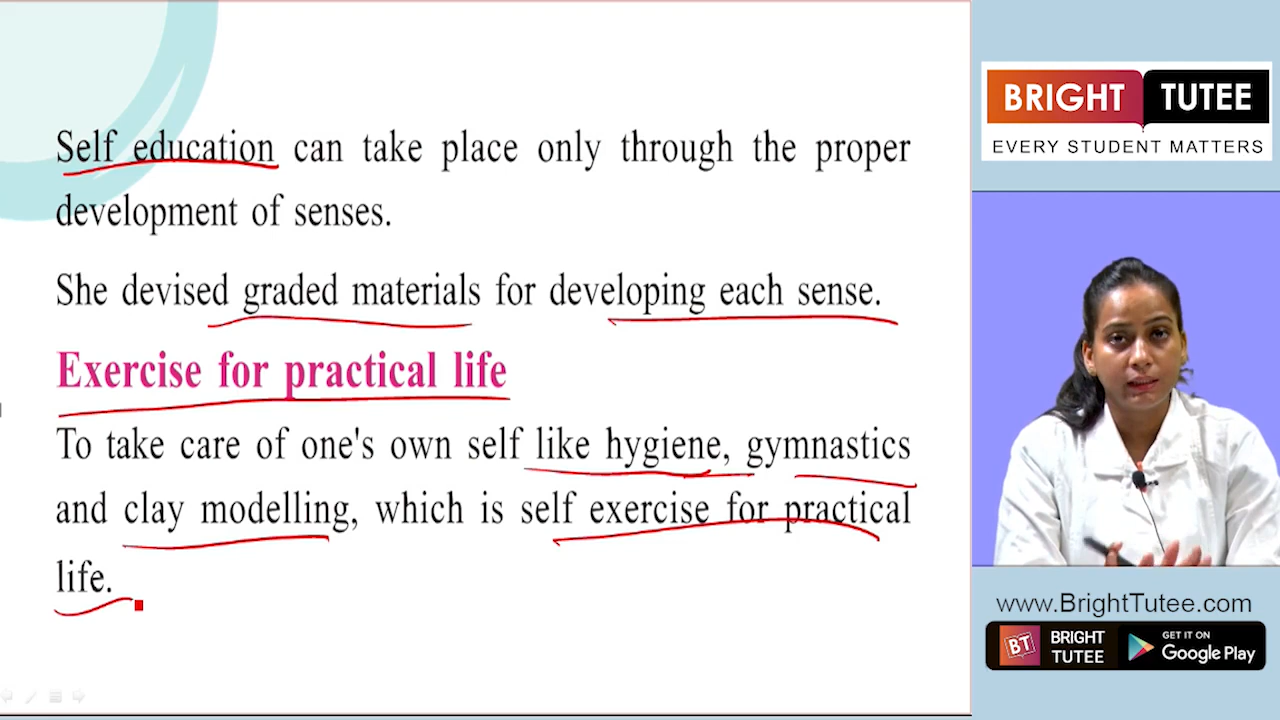 Self education can take place only through the proper
development of senses.
She devised graded materials for developing each sense.
Exercise for practical life
To take care of one's own self like hygiene, gymnastics
and clay modelling, which is self exercise for practical
life.
BRIGHT TUTEE
EVERY STUDENT MATTERS
www.BrightTutee.com
BT
BRIGHT
TUTEE
GET IT ON
Google Play